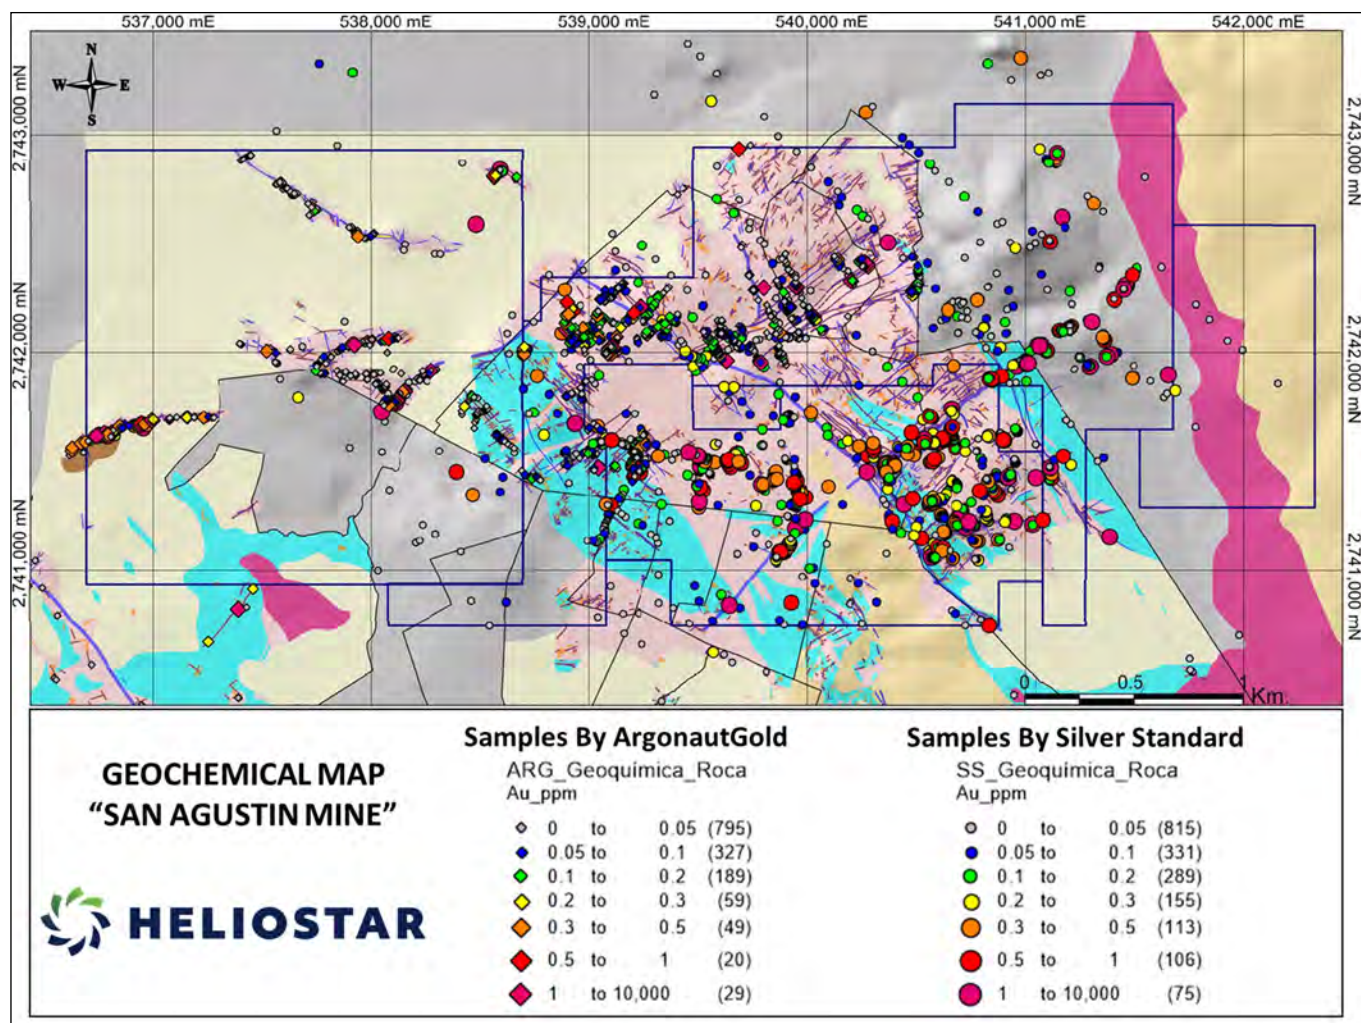 537,000 mE 538,000 mE 539,000 mE 540,000 mE 541,000 mE 542,000 mE
N
W E
S
2,743,000 mN 2,743,000 mN
2,742,000 mN 2,742,000 mN
2,741,000 mN 2,741,000 mN
0 0.5 1
Km.
GEOCHEMICAL MAP
“SAN AGUSTIN MINE”
HELIOSTAR
Samples By ArgonautGold
ARG_Geoquímica_Roca
Au_ppm
0 to 0.05 (795)
0.05 to 0.1 (327)
0.1 to 0.2 (189)
0.2 to 0.3 (59)
0.3 to 0.5 (49)
0.5 to 1 (20)
1 to 10,000 (29)
Samples By Silver Standard
SS_Geoquímica_Roca
Au_ppm
0 to 0.05 (815)
0.05 to 0.1 (331)
0.1 to 0.2 (289)
0.2 to 0.3 (155)
0.3 to 0.5 (113)
0.5 to 1 (106)
1 to 10,000 (75)